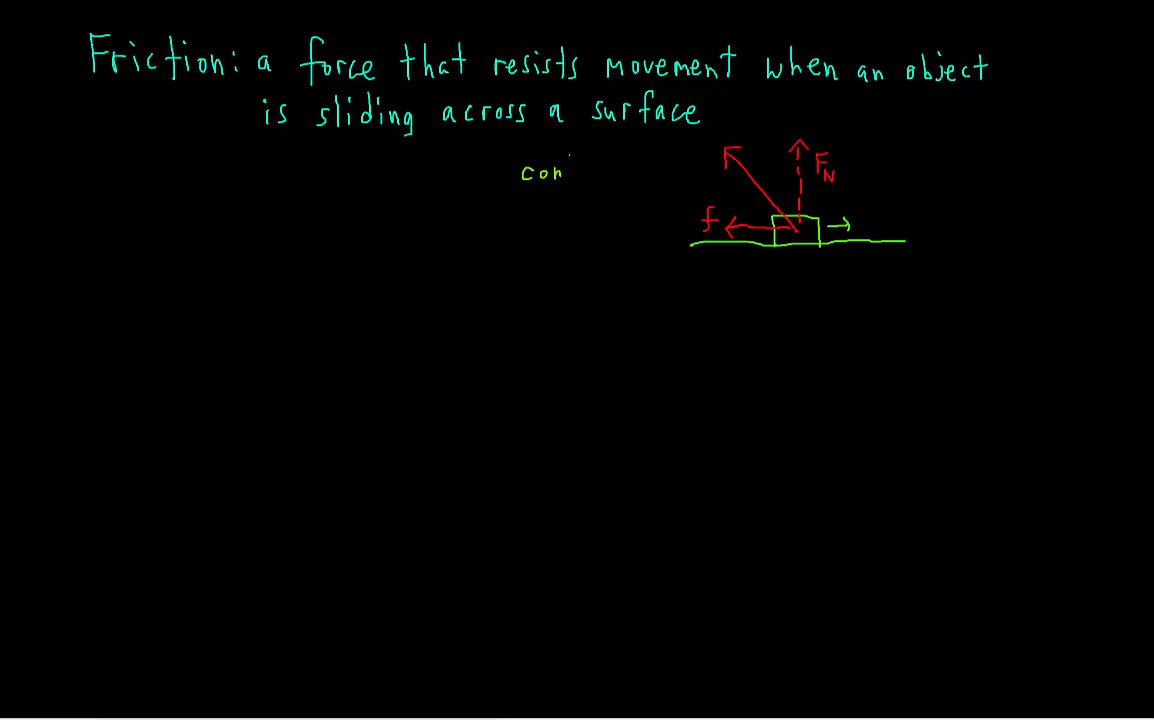 Friction: a force that resists movement when an object
is sliding across a surface
con
F_N
f